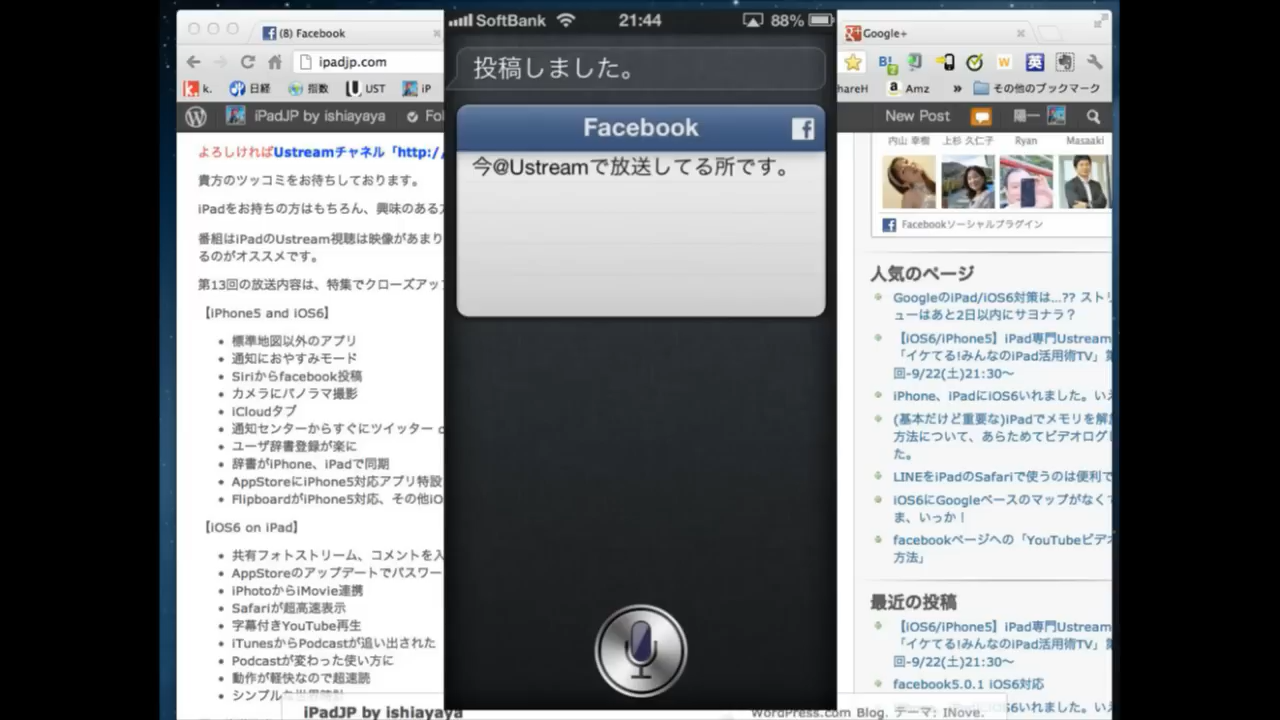 (8) Facebook
ipadjp.com
k.
日経
指数
UST
iP
iPadJP by ishiayaya
よろしければUstreamチャネル「http:/
貴方のツッコミをお待ちしております。
iPadをお持ちの方はもちろん、興味のある
番組はiPadのUstream視聴は映像があまり
るのがオススメです。
第13回の放送内容は、特集でクローズアッ
【iPhone5 and iOS6】
標準地図以外のアプリ
通知におやすみモード
Siriからfacebook投稿
カメラにパノラマ撮影
iCloudタブ
通知センターからすぐにツイッター
ユーザ辞書登録が楽に
辞書がiPhone、iPadで同期
AppStoreにiPhone5対応アプリ特設
FlipboardがiPhone5対応、その他iO
【iOS6 on iPad】
共有フォトストリーム、コメントを入
AppStoreのアップデートでパスワー
iPhotoからiMovie連携
Safariが超高速表示
字幕付きYouTube再生
iTunesからPodcastが追い出された
Podcastが変わった使い方に
動作が軽快なので超速読
iPadJP by ishiayaya
SoftBank 21:44 88%
投稿しました。
Facebook
今@Ustreamで放送してる所です。
Google+
英
shareH
Amz
その他のブックマーク
New Post
陽一
内山 幸樹 上杉 久仁子 Ryan Masaaki
Facebookソーシャルプラグイン
人気のページ
GoogleのiPad/iOS6対策は...?? ストリ
ューはあと2日以内にサヨナラ？
【iOS6/iPhone5】iPad専門Ustream
「イケてる!みんなのiPad活用術TV」第
回-9/22(土)21:30〜
iPhone、iPadにiOS6いれました。いえ
(基本だけど重要な)iPadでメモリを解
方法について、あらためてビデオログし
た。
LINEをiPadのSafariで使うのは便利で
iOS6にGoogleベースのマップがなくて
ま、いっか！
facebookページへの「YouTubeビデオ
方法」
最近の投稿
【iOS6/iPhone5】iPad専門Ustream
「イケてる!みんなのiPad活用術TV」第
回-9/22(土)21:30〜
facebook5.0.1 iOS6対応
WordPress.com Blog. テーマ: INove.